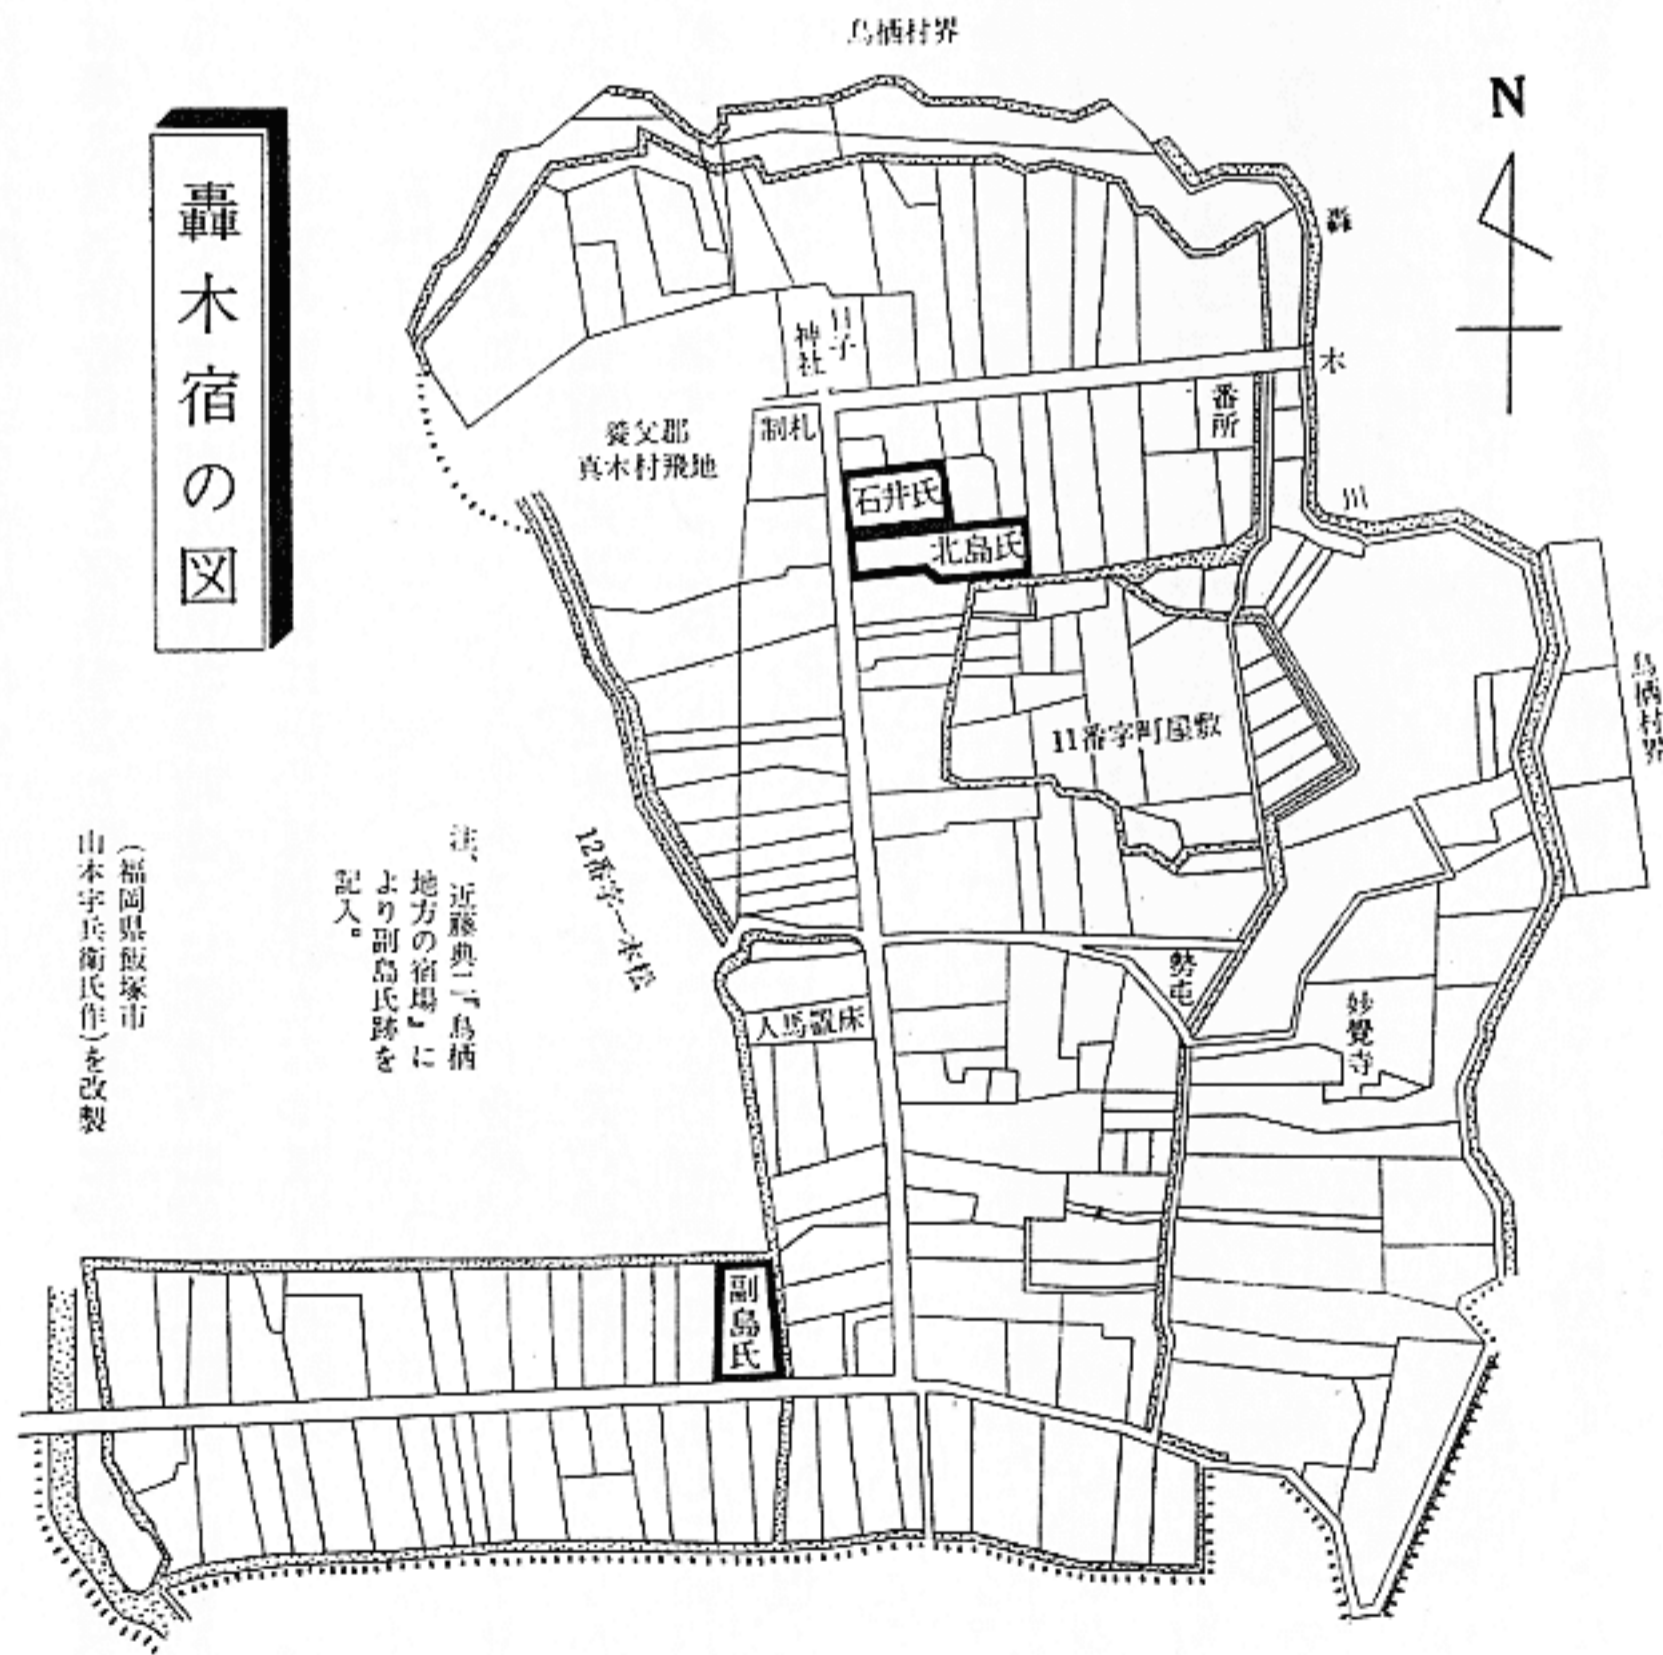 轟木宿の図
鳥栖村界
N
轟
木
川
日子
神社
制札
養父郡
真木村飛地
番所
石井氏
北島氏
11番字町屋敷
鳥栖村界
12番字一本松
勢屯
妙覺寺
人馬置床
副島氏
注、近藤典二『鳥栖
地方の宿場』に
より副島氏跡を
記入。
(福岡県飯塚市
山本宇兵衛氏作)を改製